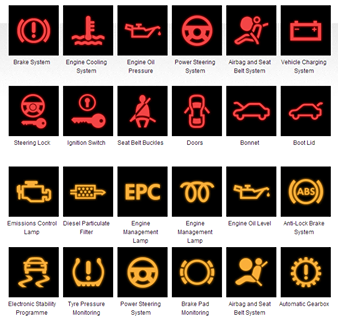 Brake System
Engine Cooling System
Engine Oil Pressure
Power Steering System
Airbag and Seat Belt System
Vehicle Charging System
Steering Lock
Ignition Switch
Seat Belt Buckles
Doors
Bonnet
Boot Lid
EPC
ABS
Emissions Control Lamp
Diesel Particulate Filter
Engine Management Lamp
Engine Management Lamp
Engine Oil Level
Anti-Lock Brake System
Electronic Stability Programme
Tyre Pressure Monitoring
Power Steering System
Brake Pad Monitoring
Airbag and Seat Belt System
Automatic Gearbox